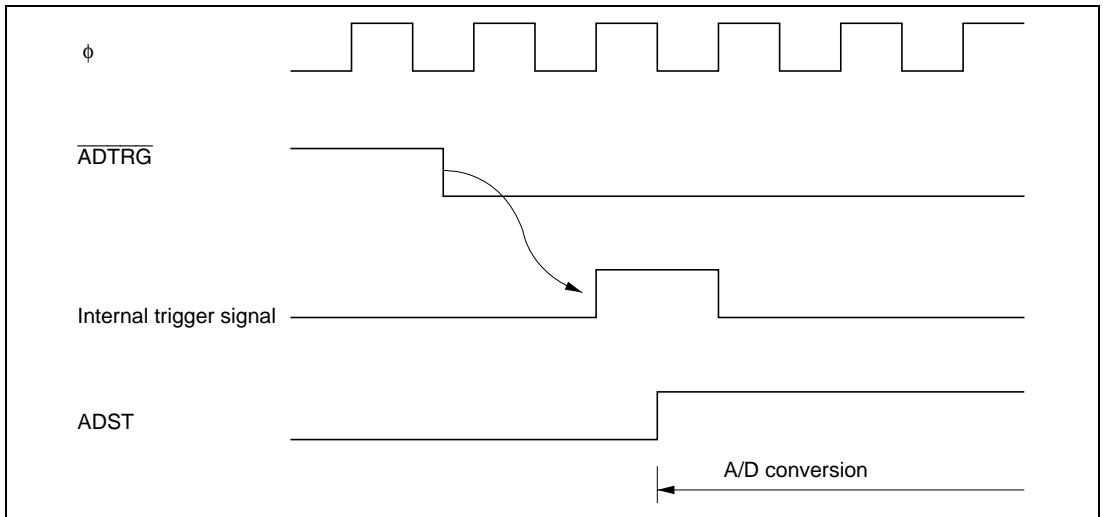 ϕ
ADTRG
Internal trigger signal
ADST
A/D conversion